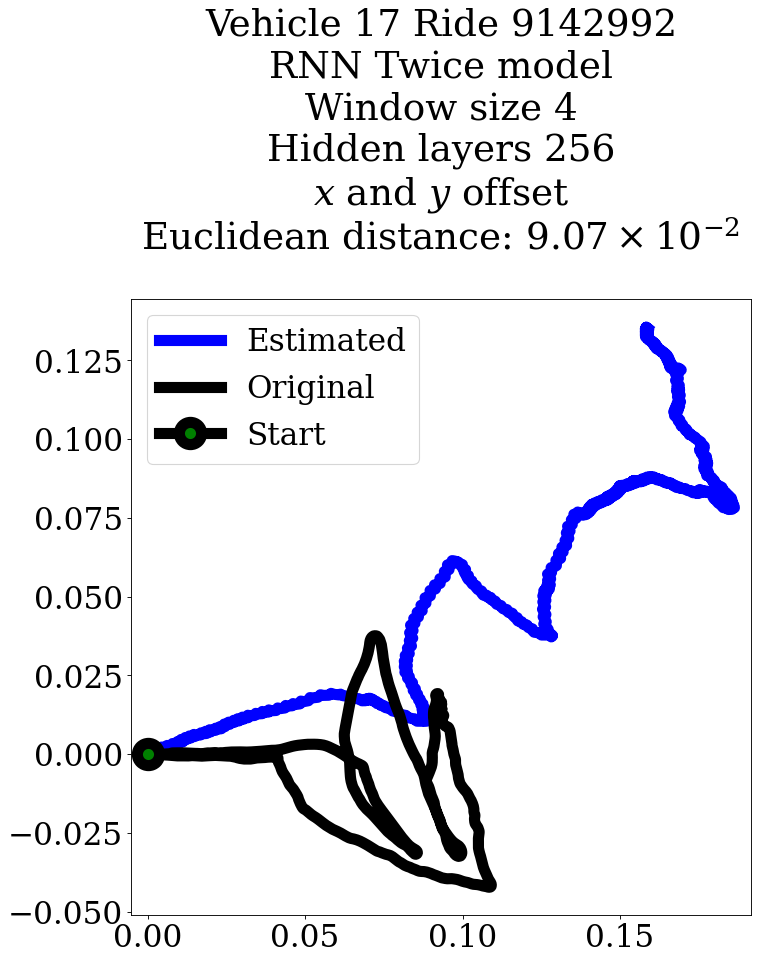 Vehicle 17 Ride 9142992
RNN Twice model
Window size 4
Hidden layers 256
x and y offset
Euclidean distance: 9.07 × 10⁻²
Estimated
Original
Start
0.125
0.100
0.075
0.050
0.025
0.000
−0.025
−0.050
0.00 0.05 0.10 0.15